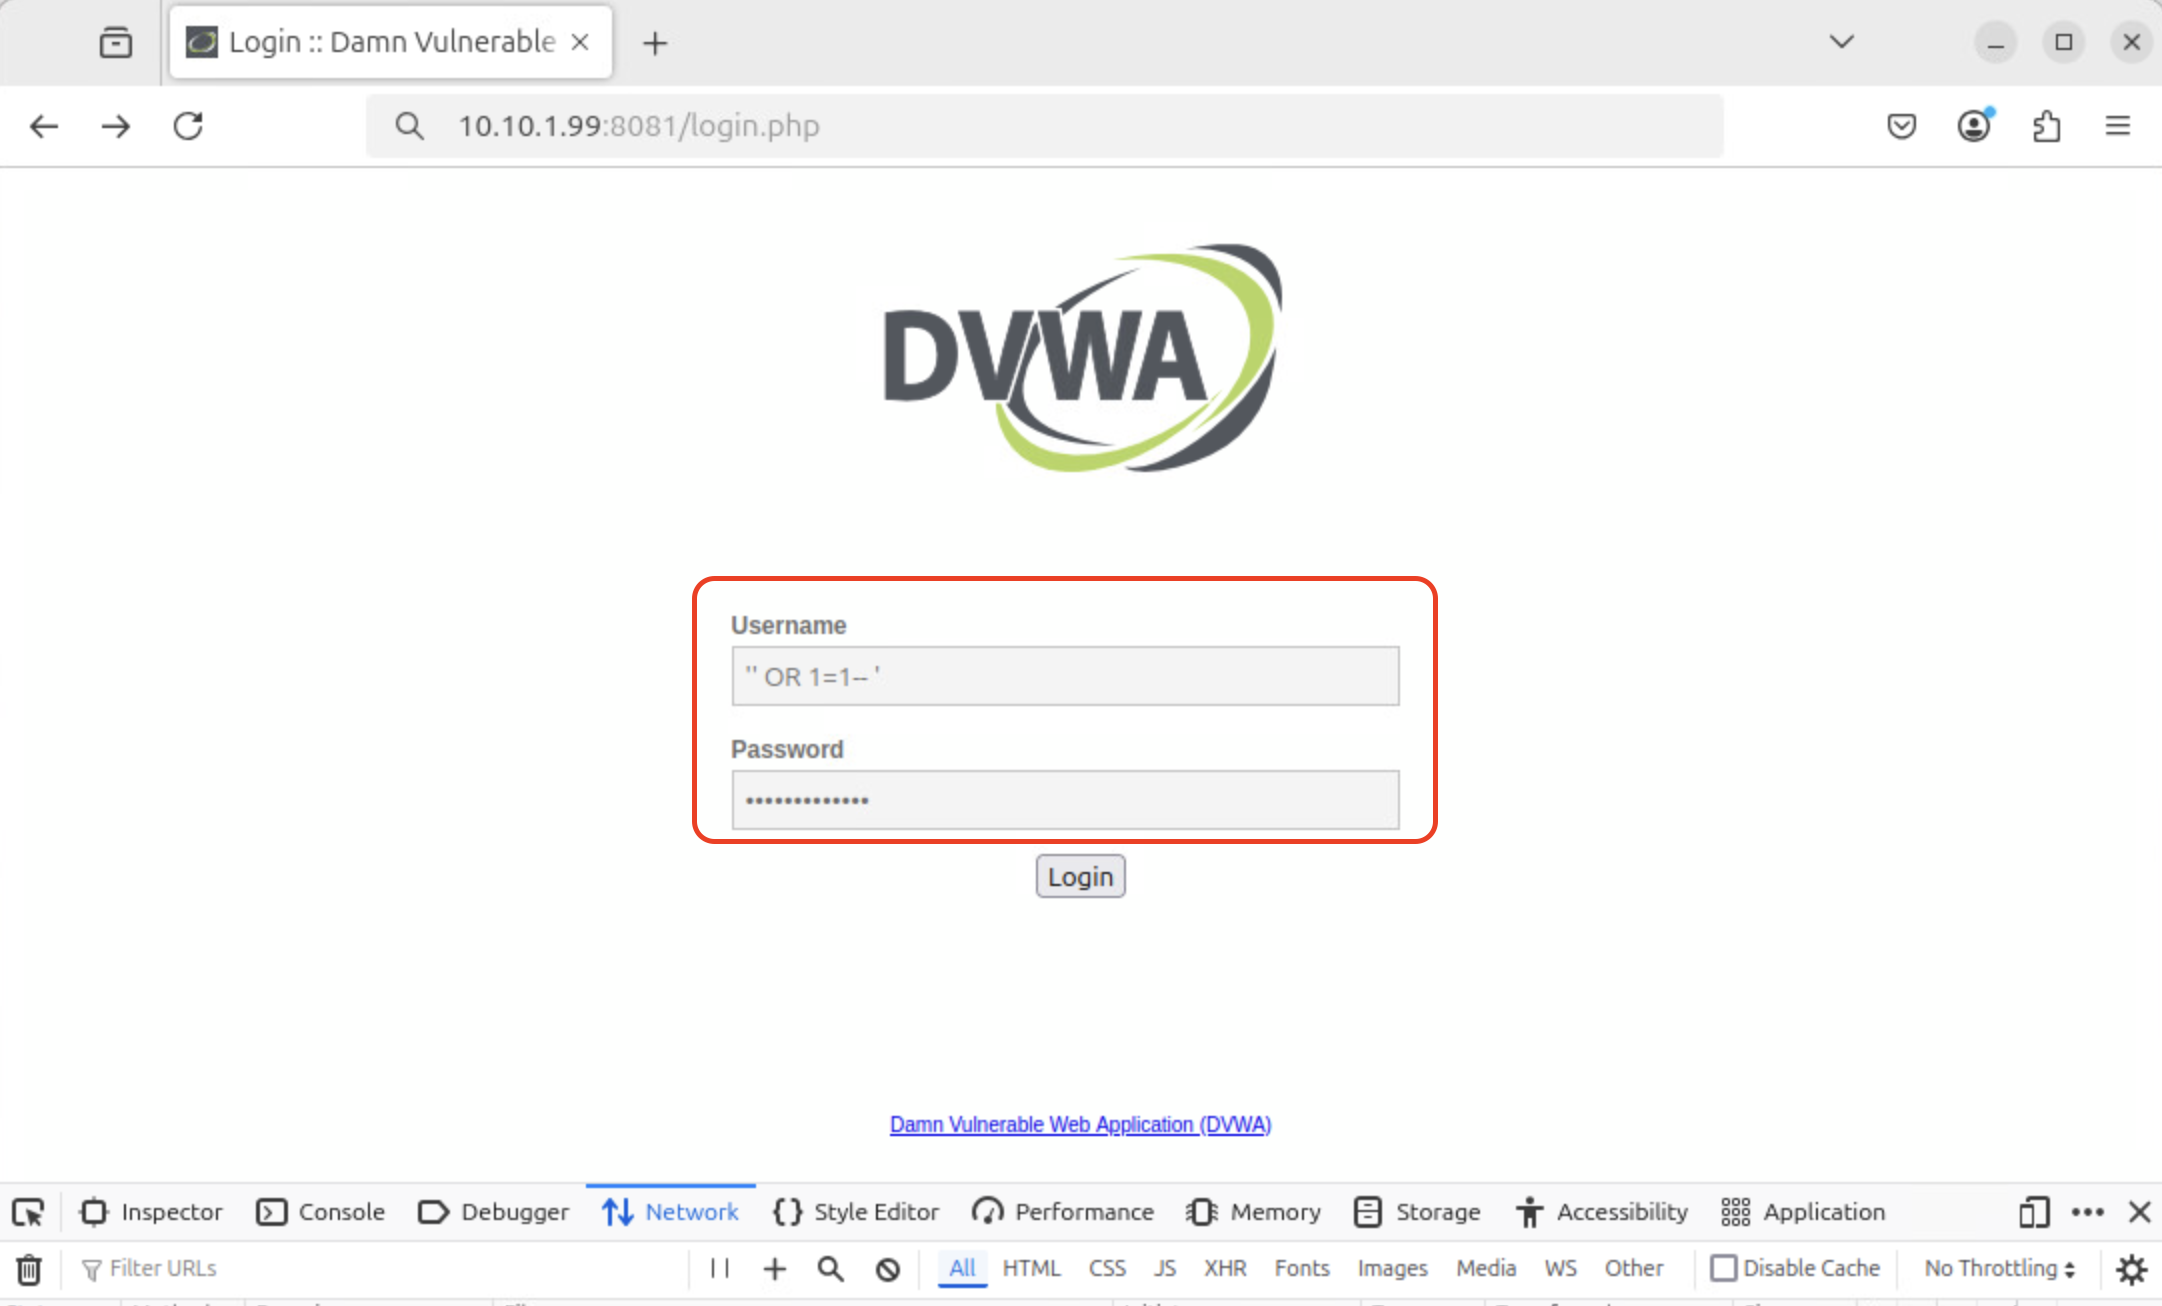 Login :: Damn Vulnerable
10.10.1.99:8081/login.php
DVWA
Username
'' OR 1=1-- '
Password
•••••••••••••
Login
Damn Vulnerable Web Application (DVWA)
Inspector Console Debugger Network Style Editor Performance Memory Storage Accessibility Application
Filter URLs All HTML CSS JS XHR Fonts Images Media WS Other Disable Cache No Throttling